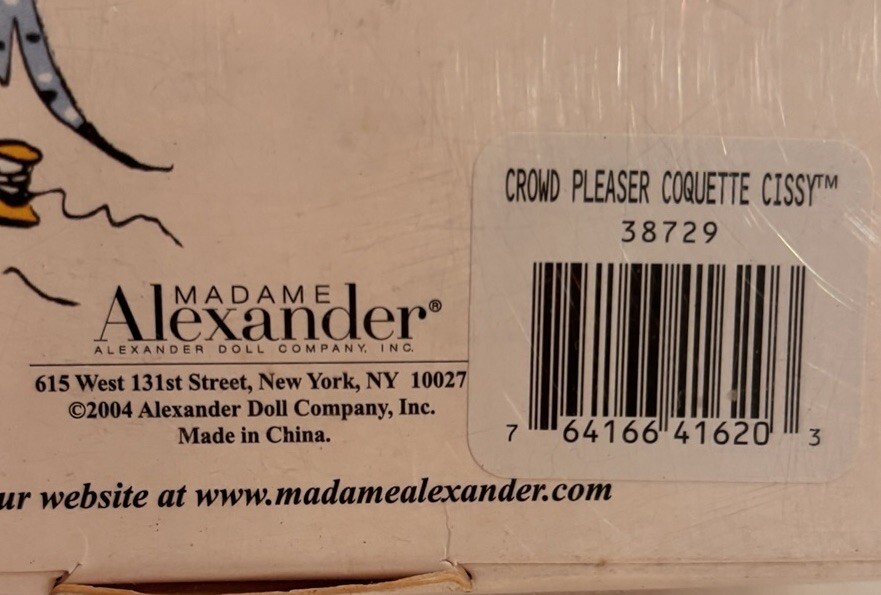 CROWD PLEASER COQUETTE CISSY™
38729
7 64166 41620 3
MADAME
Alexander®
ALEXANDER DOLL COMPANY, INC.
615 West 131st Street, New York, NY 10027
©2004 Alexander Doll Company, Inc.
Made in China.
ur website at www.madamealexander.com